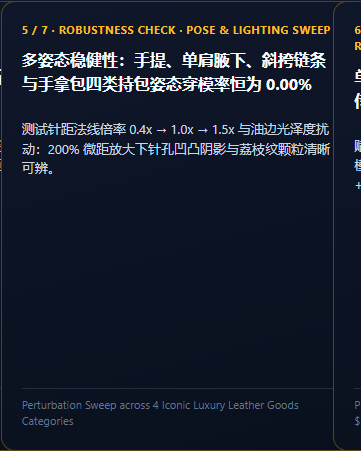 5 / 7 · ROBUSTNESS CHECK · POSE & LIGHTING SWEEP
多姿态稳健性：手提、单肩腋下、斜挎链条
与手拿包四类持包姿态穿模率恒为 0.00%
测试针距法线倍率 0.4x → 1.0x → 1.5x 与油边光泽度扰
动：200% 微距放大下针孔凹凸阴影与荔枝纹颗粒清晰
可辨。
Perturbation Sweep across 4 Iconic Luxury Leather Goods
Categories